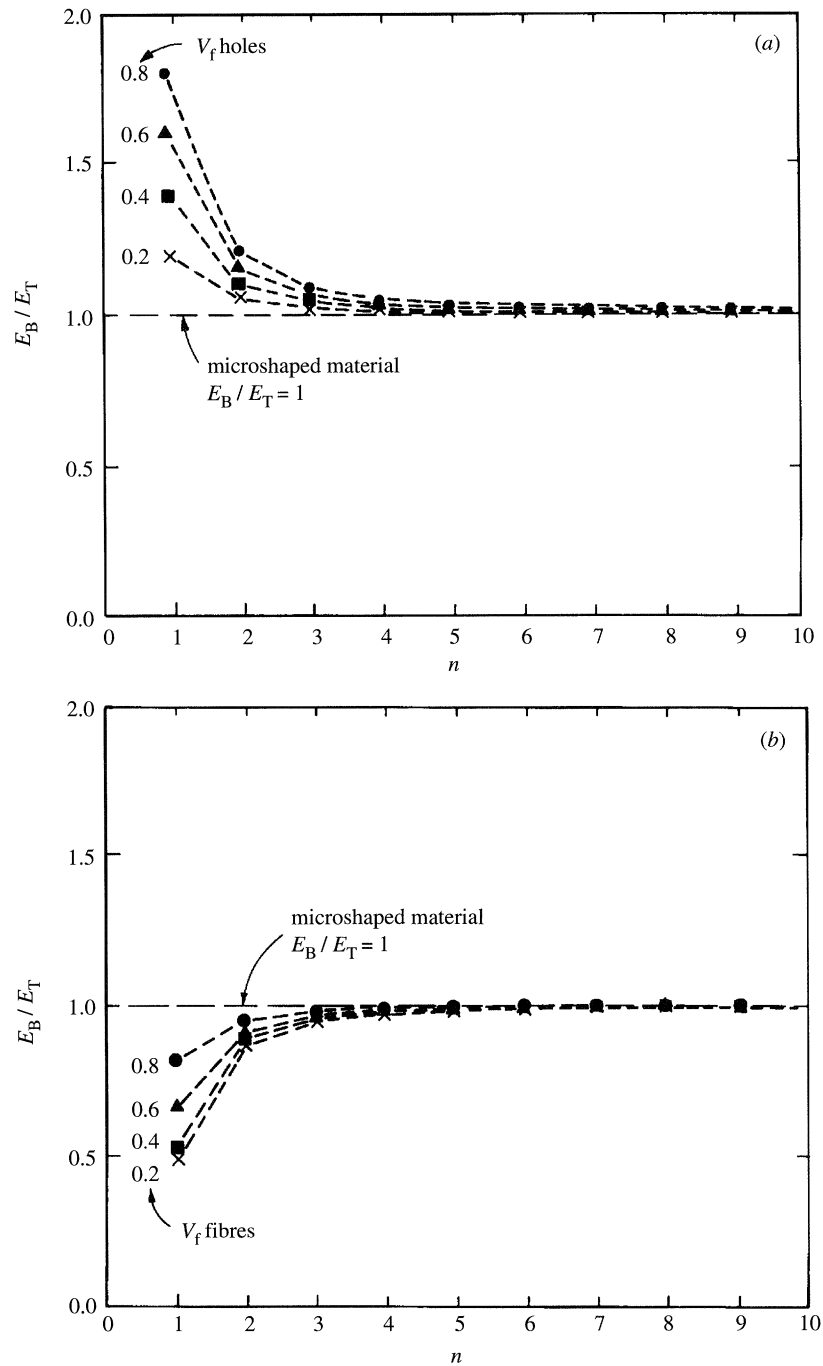 2.0
(a)
V_f holes
0.8
0.6
1.5
0.4
0.2
1.0
E_B / E_T
microshaped material
E_B / E_T = 1
0.5
0.0
0 1 2 3 4 5 6 7 8 9 10
n
2.0
(b)
1.5
microshaped material
E_B / E_T = 1
1.0
E_B / E_T
0.8
0.6
0.4
0.5
0.2
V_f fibres
0.0
0 1 2 3 4 5 6 7 8 9 10
n